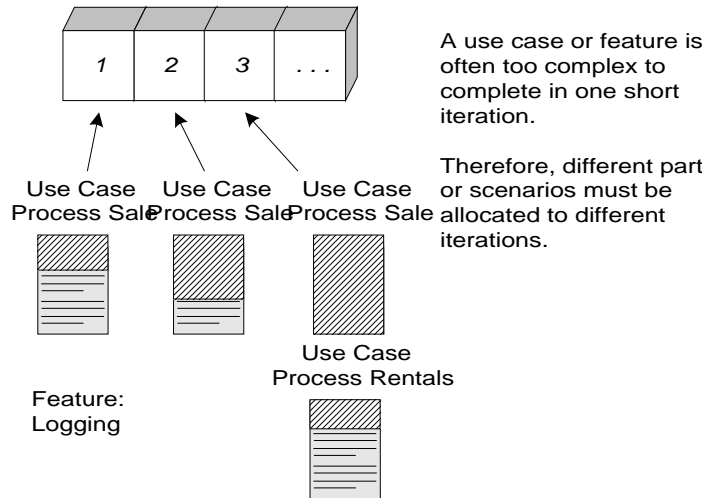 1 2 3 . . .
A use case or feature is
often too complex to
complete in one short
iteration.
Therefore, different part
or scenarios must be
allocated to different
iterations.
Use Case
Process Sale
Use Case
Process Sale
Use Case
Process Sale
Use Case
Process Rentals
Feature:
Logging